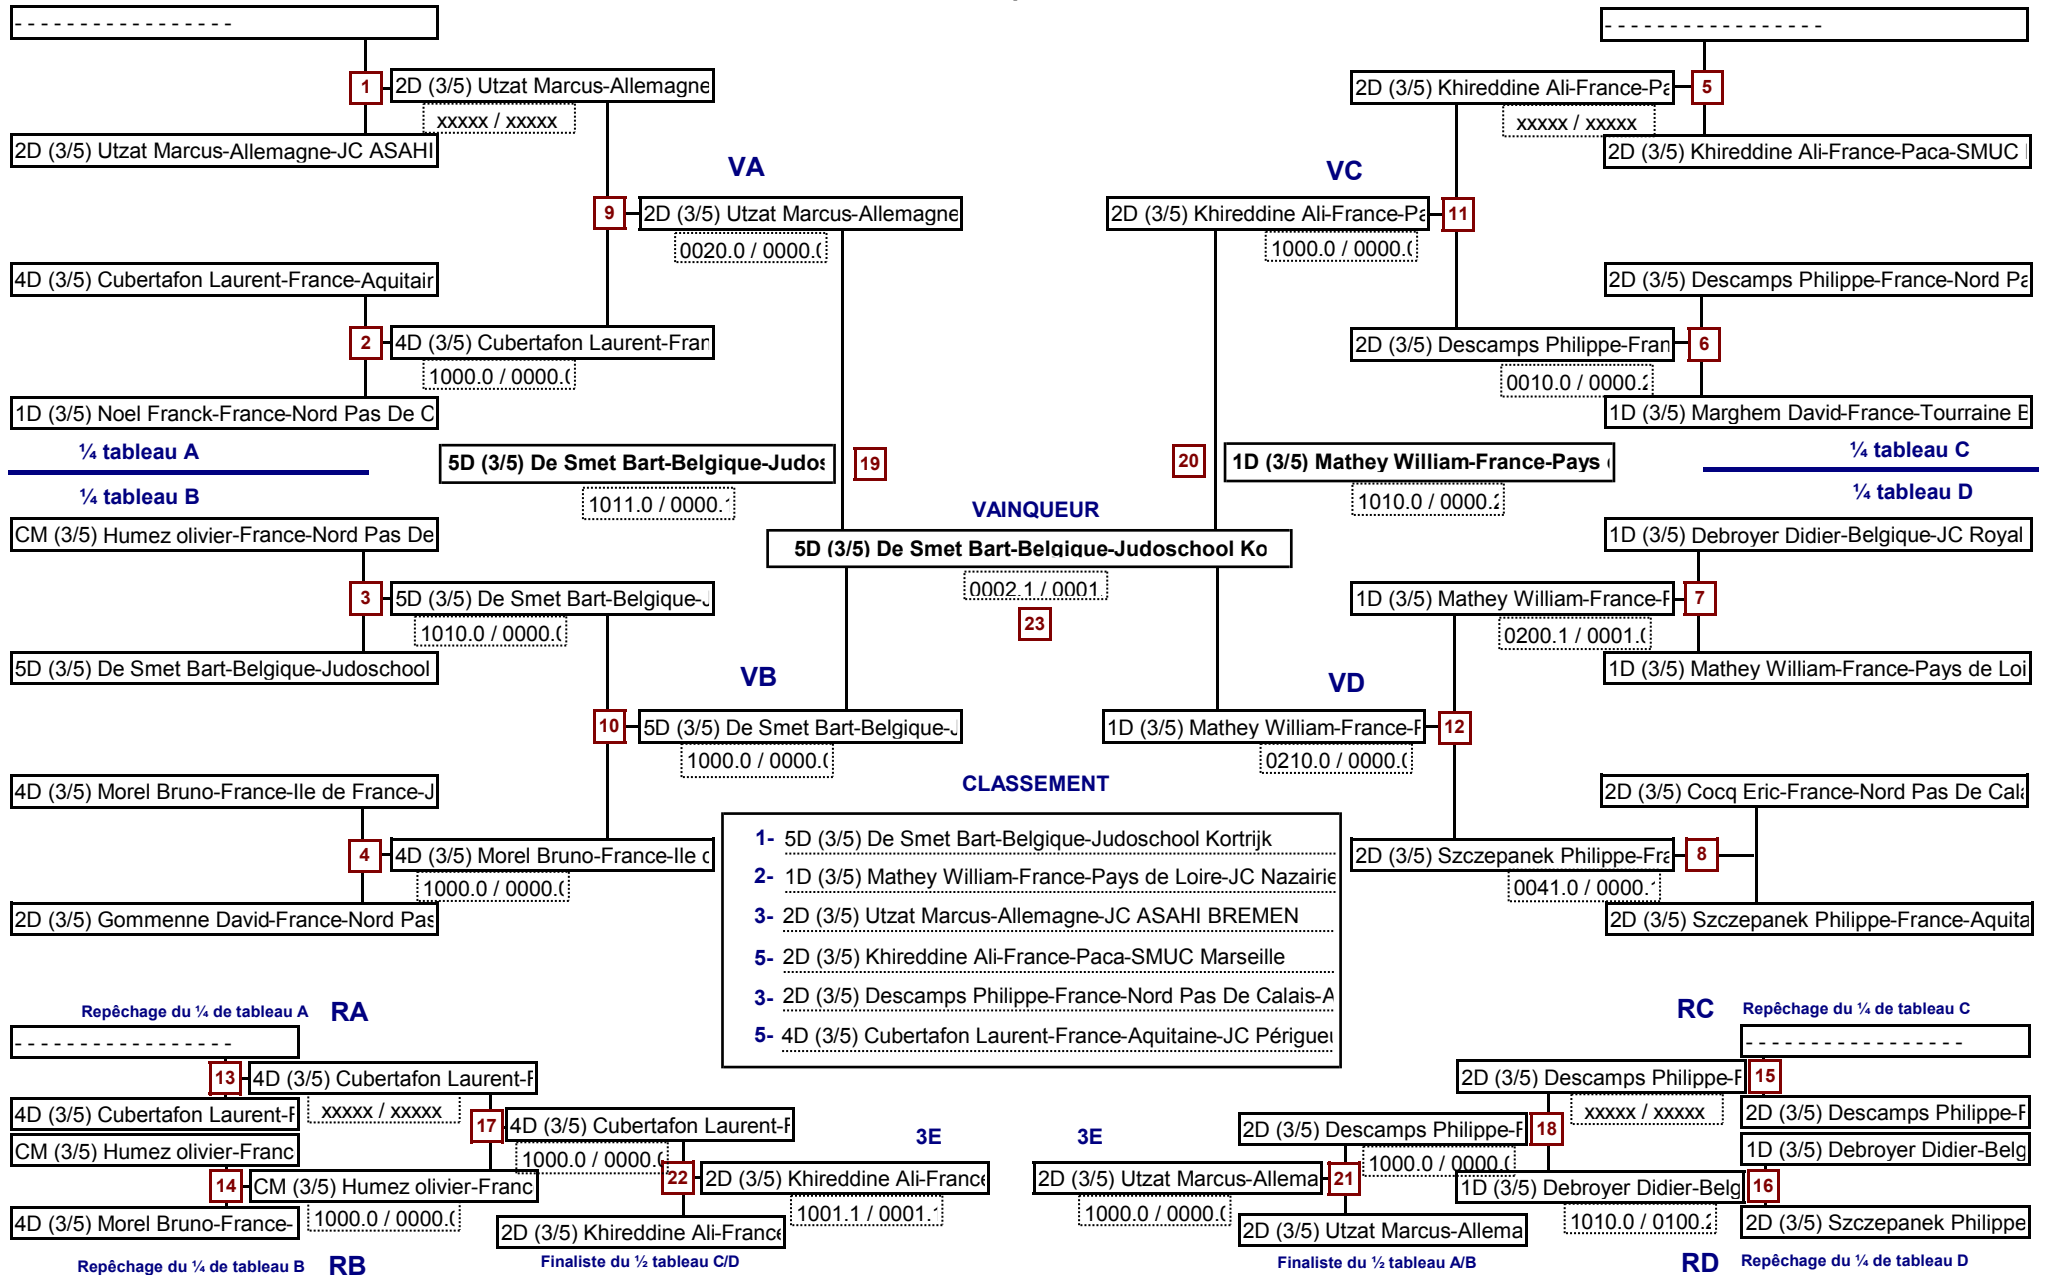 - - - - - - - - - - - - - - - - -
- - - - - - - - - - - - - - - - -
1
2D (3/5) Utzat Marcus-Allemagne
2D (3/5) Khireddine Ali-France-Pa
5
xxxxx / xxxxx
xxxxx / xxxxx
2D (3/5) Utzat Marcus-Allemagne-JC ASAHI
2D (3/5) Khireddine Ali-France-Paca-SMUC
VA
VC
9
2D (3/5) Utzat Marcus-Allemagne
2D (3/5) Khireddine Ali-France-Pa
11
0020.0 / 0000.0
1000.0 / 0000.0
4D (3/5) Cubertafon Laurent-France-Aquitair
2D (3/5) Descamps Philippe-France-Nord Pa
2
4D (3/5) Cubertafon Laurent-Fran
2D (3/5) Descamps Philippe-Fran
6
1000.0 / 0000.0
0010.0 / 0000.2
1D (3/5) Noel Franck-France-Nord Pas De C
1D (3/5) Marghem David-France-Tourraine B
¼ tableau A
5D (3/5) De Smet Bart-Belgique-Judos
19
20
1D (3/5) Mathey William-France-Pays
¼ tableau C
¼ tableau B
1011.0 / 0000.1
1010.0 / 0000.2
¼ tableau D
VAINQUEUR
CM (3/5) Humez olivier-France-Nord Pas De
5D (3/5) De Smet Bart-Belgique-Judoschool Ko
1D (3/5) Debroyer Didier-Belgique-JC Royal
3
5D (3/5) De Smet Bart-Belgique-J
0002.1 / 0001.
1D (3/5) Mathey William-France-P
7
1010.0 / 0000.0
23
0200.1 / 0001.0
5D (3/5) De Smet Bart-Belgique-Judoschool
1D (3/5) Mathey William-France-Pays de Loi
VB
VD
10
5D (3/5) De Smet Bart-Belgique-J
1D (3/5) Mathey William-France-P
12
1000.0 / 0000.0
0210.0 / 0000.0
4D (3/5) Morel Bruno-France-Ile de France-J
CLASSEMENT
2D (3/5) Cocq Eric-France-Nord Pas De Cala
4
4D (3/5) Morel Bruno-France-Ile d
1- 5D (3/5) De Smet Bart-Belgique-Judoschool Kortrijk
2D (3/5) Szczepanek Philippe-Fra
8
1000.0 / 0000.0
2- 1D (3/5) Mathey William-France-Pays de Loire-JC Nazairie
0041.0 / 0000.1
2D (3/5) Gommenne David-France-Nord Pas
3- 2D (3/5) Utzat Marcus-Allemagne-JC ASAHI BREMEN
2D (3/5) Szczepanek Philippe-France-Aquita
5- 2D (3/5) Khireddine Ali-France-Paca-SMUC Marseille
3- 2D (3/5) Descamps Philippe-France-Nord Pas De Calais-A
5- 4D (3/5) Cubertafon Laurent-France-Aquitaine-JC Périgueu
Repêchage du ¼ de tableau A RA
RC Repêchage du ¼ de tableau C
- - - - - - - - - - - - - - - - -
- - - - - - - - - - - - - - - - -
13
4D (3/5) Cubertafon Laurent-F
2D (3/5) Descamps Philippe-F
15
4D (3/5) Cubertafon Laurent-F
xxxxx / xxxxx
xxxxx / xxxxx
2D (3/5) Descamps Philippe-F
17
4D (3/5) Cubertafon Laurent-F
3E
3E
2D (3/5) Descamps Philippe-F
18
CM (3/5) Humez olivier-Franc
1D (3/5) Debroyer Didier-Belg
1000.0 / 0000.0
1000.0 / 0000.0
14
CM (3/5) Humez olivier-Franc
22
2D (3/5) Khireddine Ali-France
2D (3/5) Utzat Marcus-Allema
21
1D (3/5) Debroyer Didier-Belg
16
4D (3/5) Morel Bruno-France-
1000.0 / 0000.0
1001.1 / 0001.1
1000.0 / 0000.0
1010.0 / 0100.2
2D (3/5) Szczepanek Philippe
2D (3/5) Khireddine Ali-France
2D (3/5) Utzat Marcus-Allema
Repêchage du ¼ de tableau B RB
Finaliste du ½ tableau C/D
Finaliste du ½ tableau A/B
RD Repêchage du ¼ de tableau D